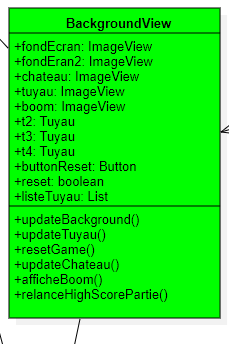 BackgroundView
+fondEcran: ImageView
+fondEran2: ImageView
+chateau: ImageView
+tuyau: ImageView
+boom: ImageView
+t2: Tuyau
+t3: Tuyau
+t4: Tuyau
+buttonReset: Button
+reset: boolean
+listeTuyau: List
+updateBackground()
+updateTuyau()
+resetGame()
+updateChateau()
+afficheBoom()
+relanceHighScorePartie()